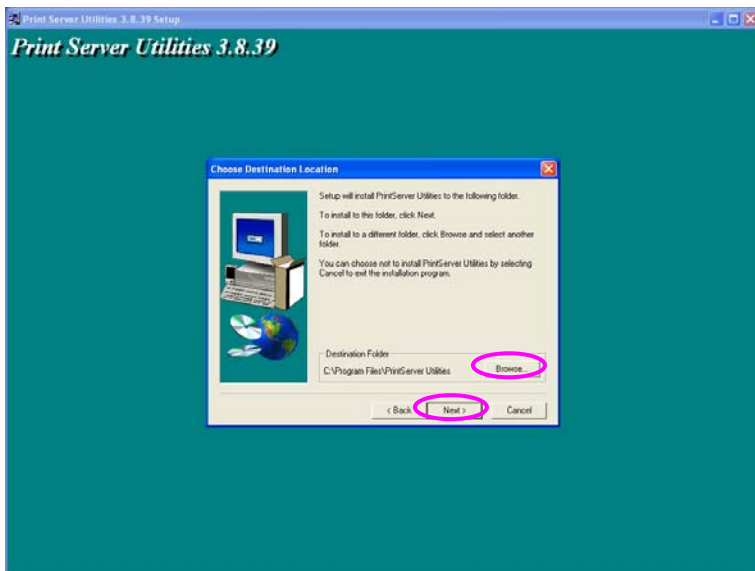 Print Server Utilities 3.8.39 Setup
Print Server Utilities 3.8.39
Choose Destination Location
Setup will install PrintServer Utilities to the following folder.
To install to this folder, click Next.
To install to a different folder, click Browse and select another
folder.
You can choose not to install PrintServer Utilities by selecting
Cancel to exit the installation program.
Destination Folder
C:\Program Files\PrintServer Utilities
Browse...
< Back
Next >
Cancel